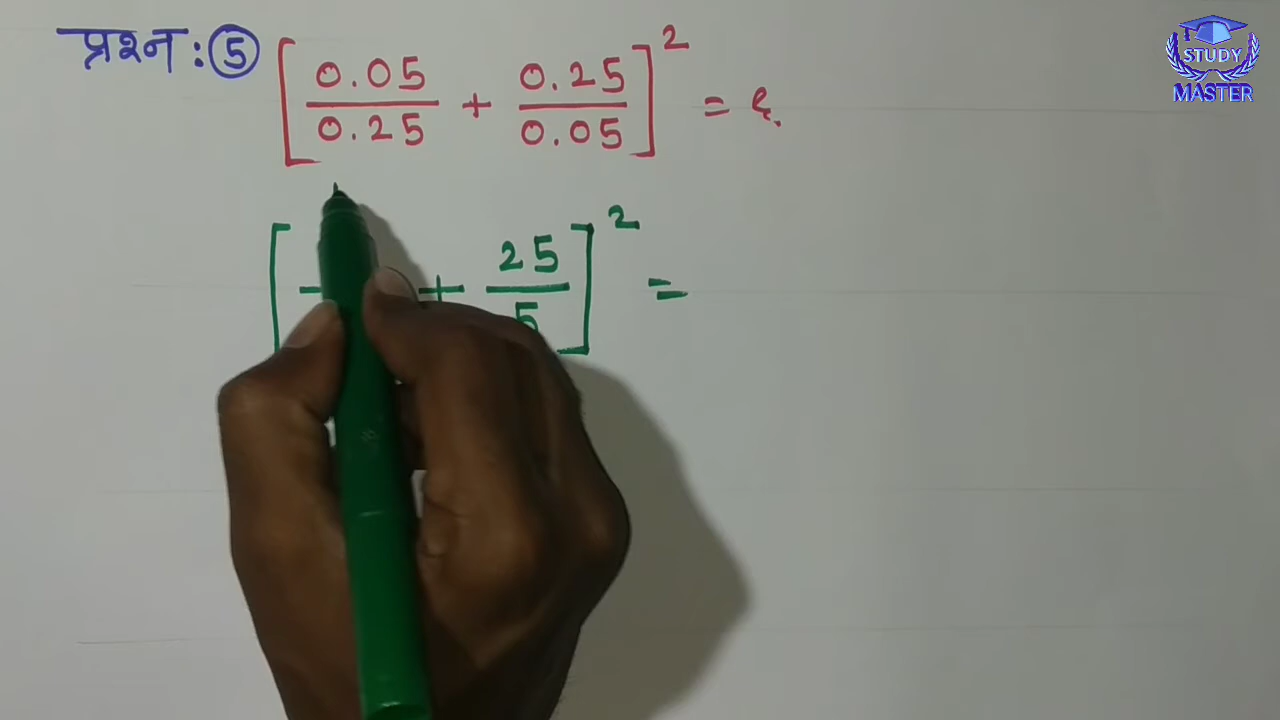 प्रश्न : ⑤ [ 0.05 / 0.25 + 0.25 / 0.05 ]² = ?
[ + 25 / 5 ]² =
STUDY
MASTER